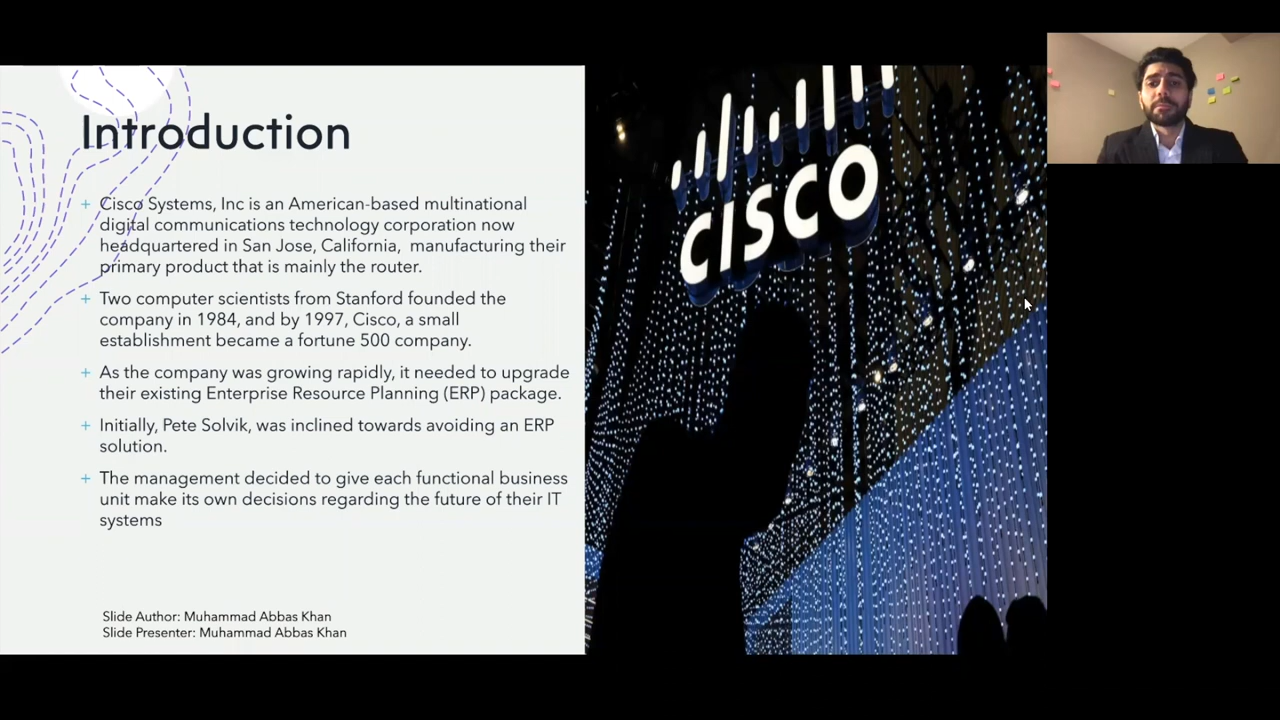 Introduction
+ Cisco Systems, Inc is an American-based multinational
digital communications technology corporation now
headquartered in San Jose, California, manufacturing their
primary product that is mainly the router.
+ Two computer scientists from Stanford founded the
company in 1984, and by 1997, Cisco, a small
establishment became a fortune 500 company.
+ As the company was growing rapidly, it needed to upgrade
their existing Enterprise Resource Planning (ERP) package.
+ Initially, Pete Solvik, was inclined towards avoiding an ERP
solution.
+ The management decided to give each functional business
unit make its own decisions regarding the future of their IT
systems
Slide Author: Muhammad Abbas Khan
Slide Presenter: Muhammad Abbas Khan
CISCO